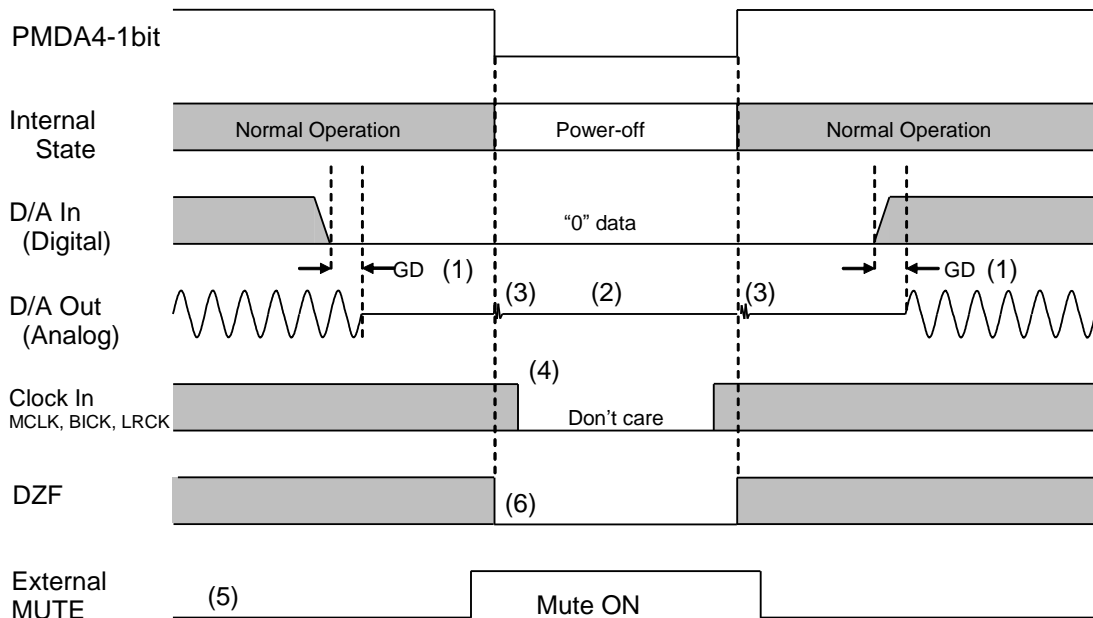 PMDA4-1bit
Internal
State
Normal Operation
Power-off
Normal Operation
D/A In
(Digital)
“0” data
GD (1)
GD (1)
D/A Out
(Analog)
(3)
(2)
(3)
(4)
Clock In
MCLK, BICK, LRCK
Don’t care
DZF
(6)
External
MUTE
(5)
Mute ON